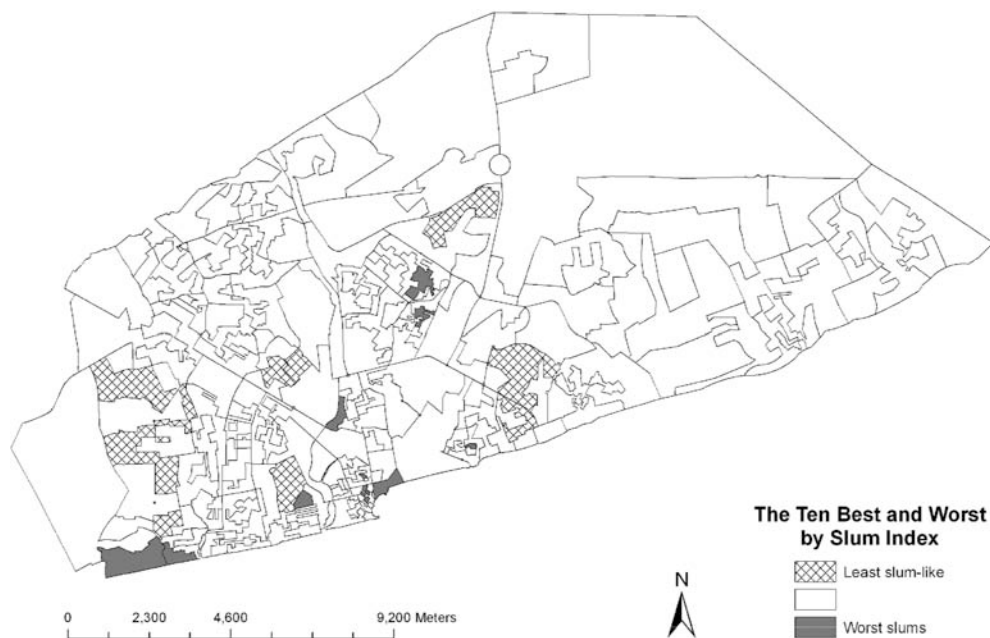 The Ten Best and Worst
by Slum Index
Least slum-like
Worst slums
N
0 2,300 4,600 9,200 Meters